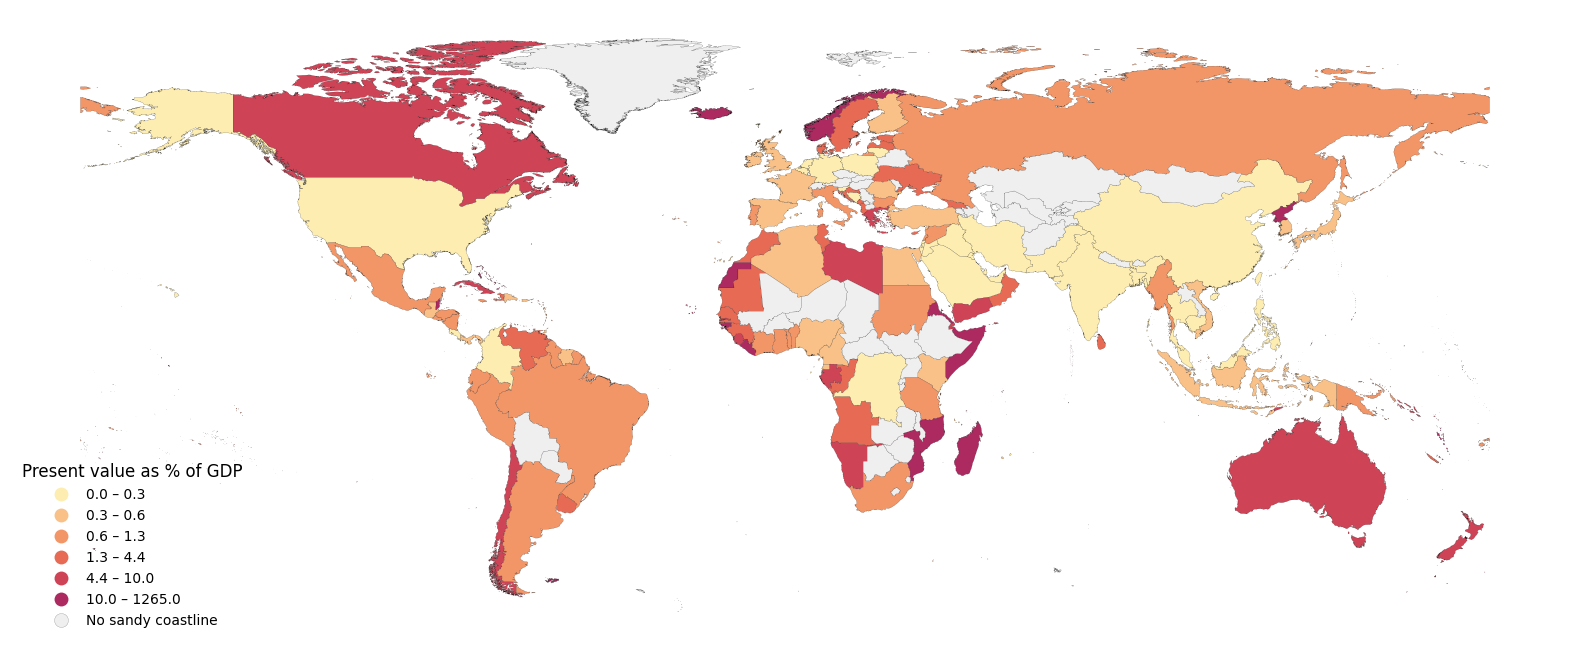 Present value as % of GDP
0.0 – 0.3
0.3 – 0.6
0.6 – 1.3
1.3 – 4.4
4.4 – 10.0
10.0 – 1265.0
No sandy coastline